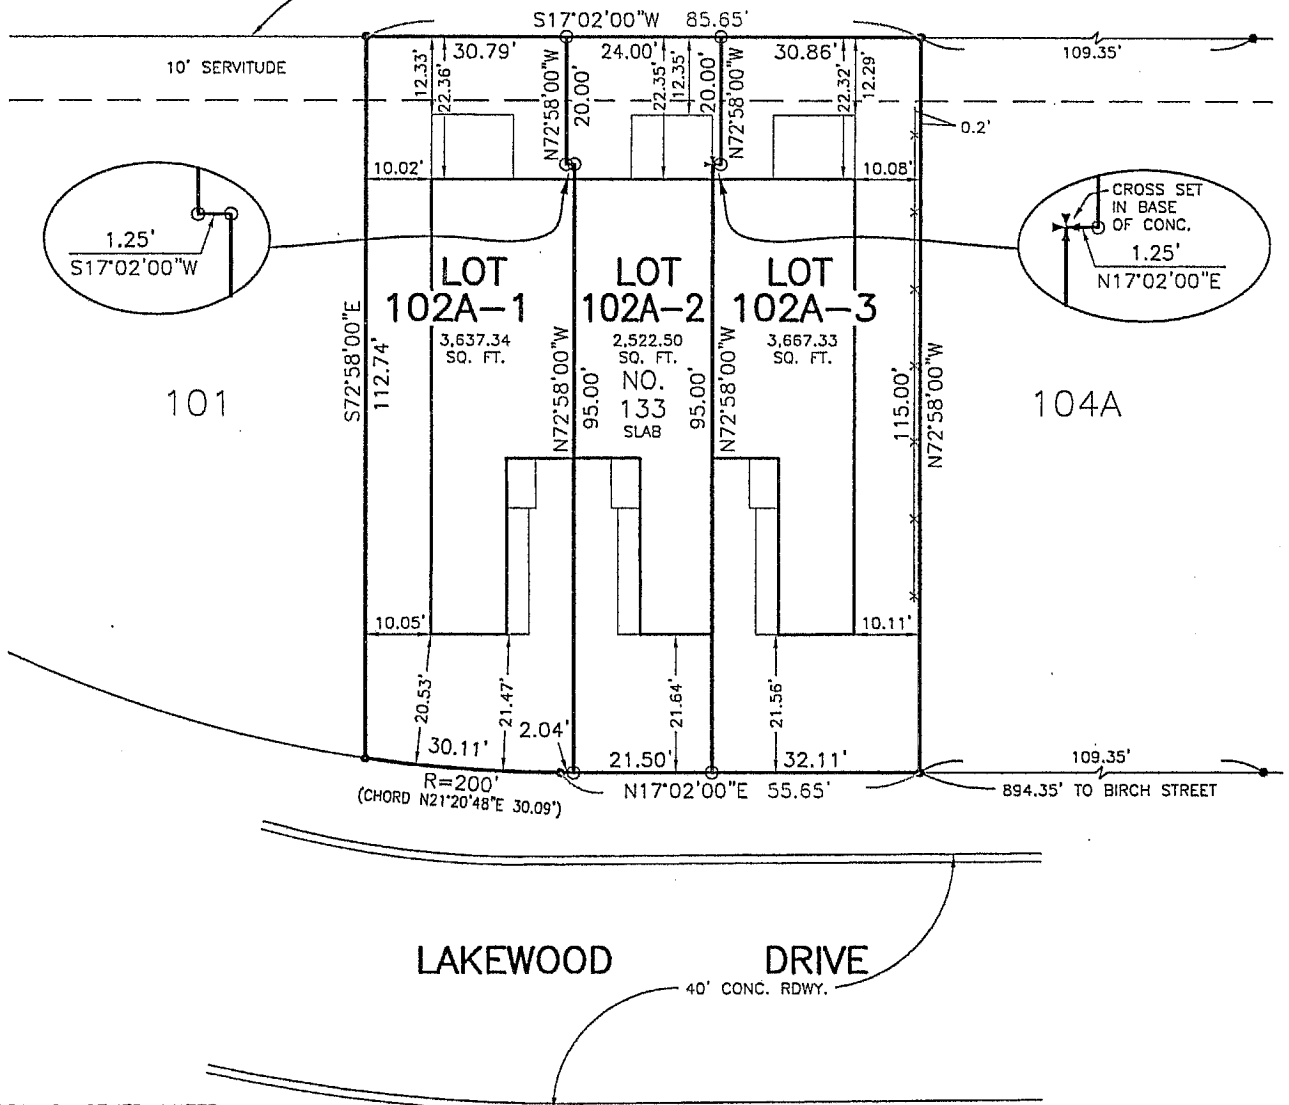 S17°02'00"W 85.65'
30.79'
24.00'
30.86'
109.35'
10' SERVITUDE
12.33'
22.36'
N72°58'00"W
20.00'
22.35'
12.35'
20.00'
N72°58'00"W
22.32'
12.29'
0.2'
10.02'
10.08'
1.25'
S17°02'00"W
CROSS SET
IN BASE
OF CONC.
1.25'
N17°02'00"E
LOT
102A-1
3,637.34
SQ. FT.
LOT
102A-2
2,522.50
SQ. FT.
NO.
133
SLAB
LOT
102A-3
3,667.33
SQ. FT.
S72°58'00"E
112.74'
N72°58'00"W
95.00'
95.00'
N72°58'00"W
115.00'
N72°58'00"W
101
104A
10.05'
10.11'
20.53'
21.47'
2.04'
21.64'
21.56'
30.11'
21.50'
32.11'
109.35'
R=200'
(CHORD N21°20'48"E 30.09')
N17°02'00"E 55.65'
894.35' TO BIRCH STREET
LAKEWOOD DRIVE
40' CONC. RDWY.